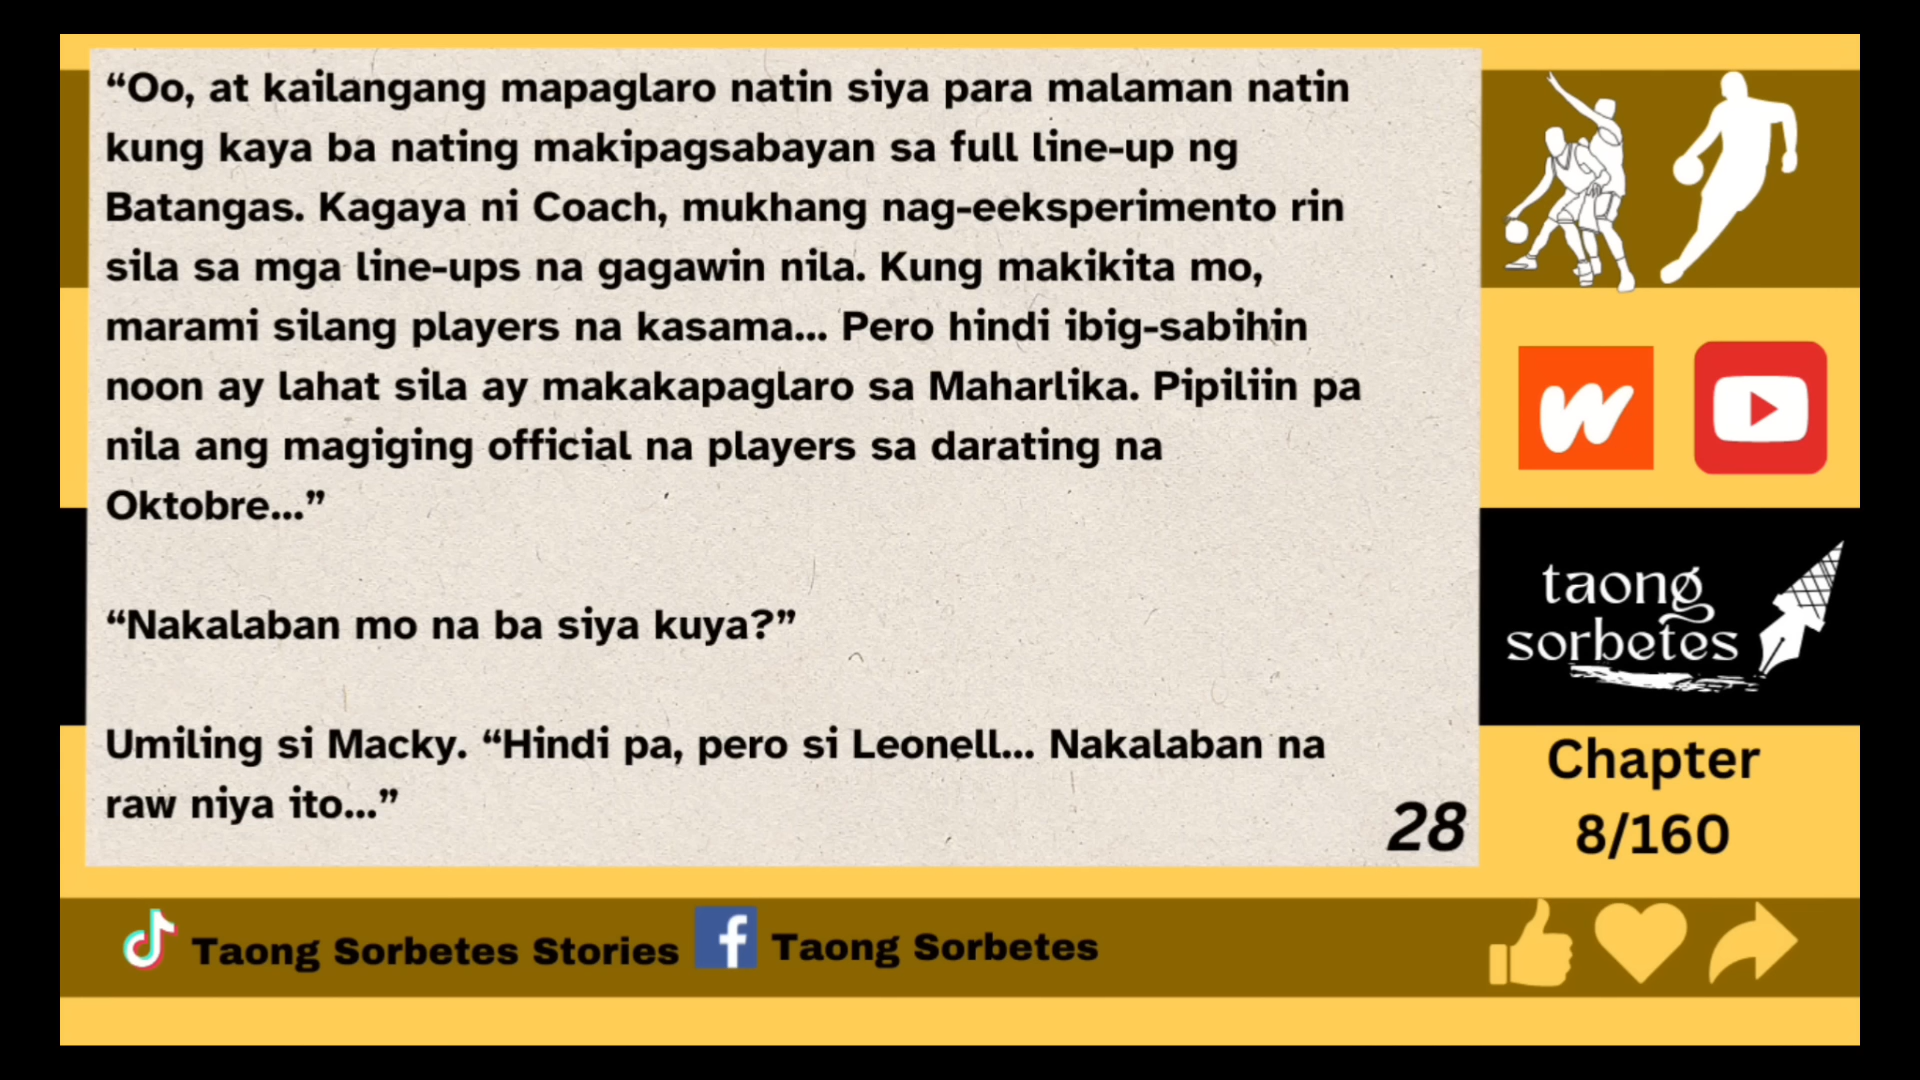 “Oo, at kailangang mapaglaro natin siya para malaman natin
kung kaya ba nating makipagsabayan sa full line-up ng
Batangas. Kagaya ni Coach, mukhang nag-eeksperimento rin
sila sa mga line-ups na gagawin nila. Kung makikita mo,
marami silang players na kasama... Pero hindi ibig-sabihin
noon ay lahat sila ay makakapaglaro sa Maharlika. Pipiliin pa
nila ang magiging official na players sa darating na
Oktobre...”
“Nakalaban mo na ba siya kuya?”
Umiling si Macky. “Hindi pa, pero si Leonell... Nakalaban na
raw niya ito...”
28
taong
sorbetes
Chapter
8/160
Taong Sorbetes Stories
Taong Sorbetes